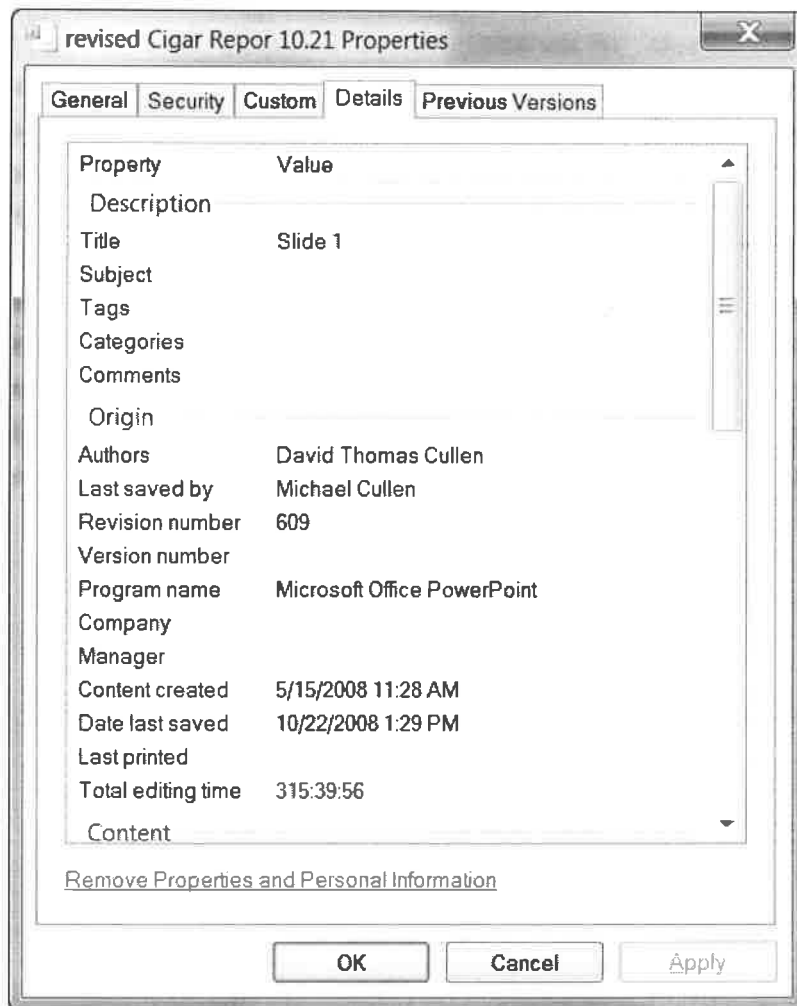 revised Cigar Repor 10.21 Properties
General Security Custom Details Previous Versions
Property Value
Description
Title Slide 1
Subject
Tags
Categories
Comments
Origin
Authors David Thomas Cullen
Last saved by Michael Cullen
Revision number 609
Version number
Program name Microsoft Office PowerPoint
Company
Manager
Content created 5/15/2008 11:28 AM
Date last saved 10/22/2008 1:29 PM
Last printed
Total editing time 315:39:56
Content
Remove Properties and Personal Information
OK Cancel Apply